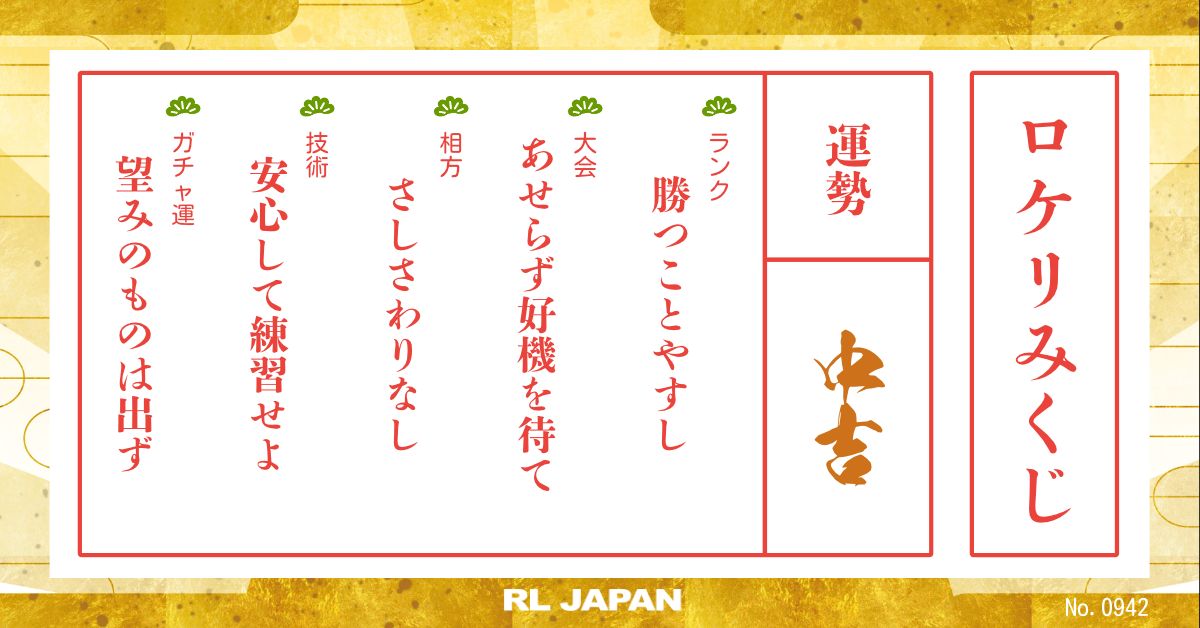 ロケリみくじ
運勢
中吉
ランク
勝つことやすし
大会
あせらず好機を待て
相方
さしさわりなし
技術
安心して練習せよ
ガチャ運
望みのものは出ず
RL JAPAN
No. 0942